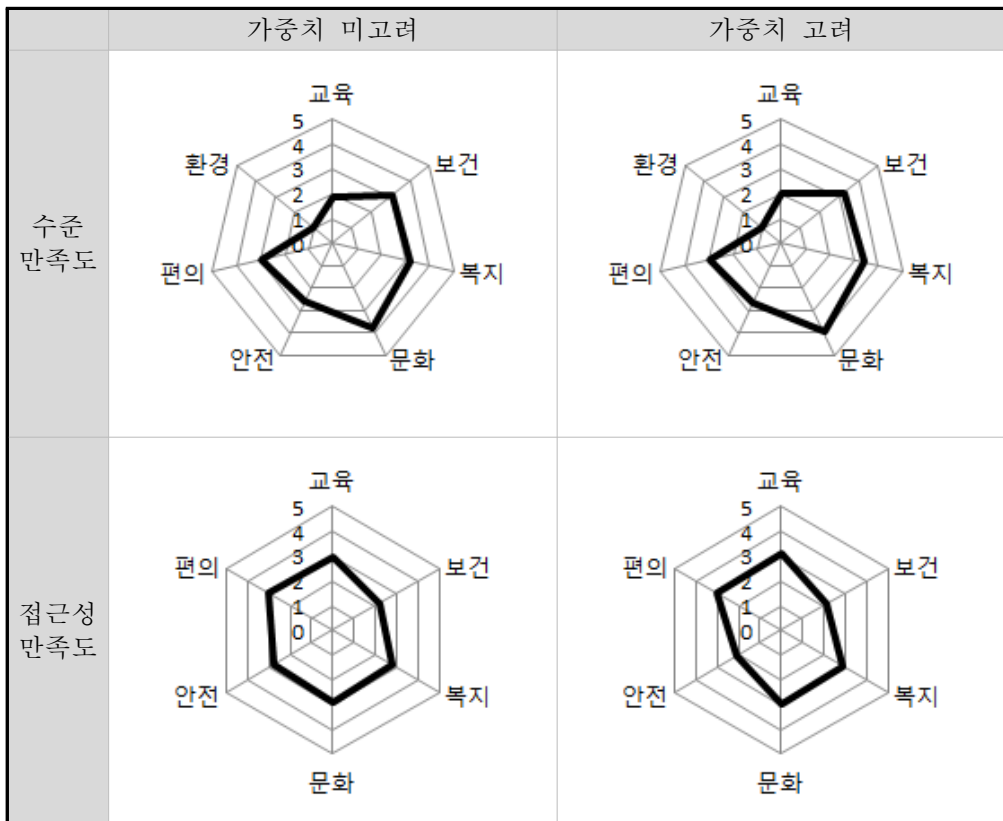 가중치 미고려
가중치 고려
수준
만족도
교육
보건
복지
문화
안전
편의
환경
5
4
3
2
1
0
교육
보건
복지
문화
안전
편의
환경
5
4
3
2
1
0
접근성
만족도
교육
보건
복지
문화
안전
편의
5
4
3
2
1
0
교육
보건
복지
문화
안전
편의
5
4
3
2
1
0